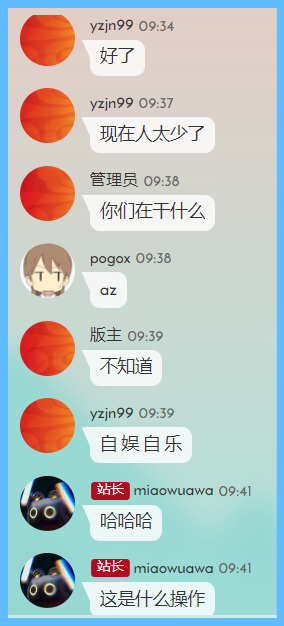 yzjn99 09:34
好了
yzjn99 09:37
现在人太少了
管理员 09:38
你们在干什么
pogox 09:38
az
版主 09:39
不知道
yzjn99 09:39
自娱自乐
站长 miaowuawa 09:41
哈哈哈
站长 miaowuawa 09:41
这是什么操作